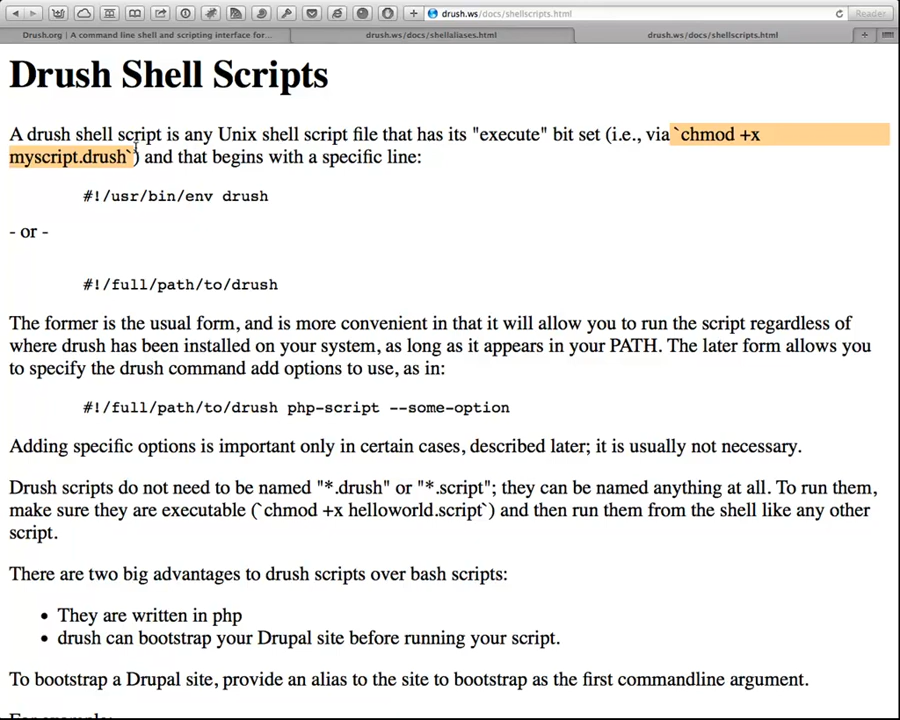 drush.ws/docs/shellscripts.html
Reader
Drush.org | A command line shell and scripting interface for...
drush.ws/docs/shellaliases.html
drush.ws/docs/shellscripts.html
Drush Shell Scripts
A drush shell script is any Unix shell script file that has its "execute" bit set (i.e., via `chmod +x
myscript.drush`) and that begins with a specific line:
#!/usr/bin/env drush
- or -
#!/full/path/to/drush
The former is the usual form, and is more convenient in that it will allow you to run the script regardless of
where drush has been installed on your system, as long as it appears in your PATH. The later form allows you
to specify the drush command add options to use, as in:
#!/full/path/to/drush php-script --some-option
Adding specific options is important only in certain cases, described later; it is usually not necessary.
Drush scripts do not need to be named "*.drush" or "*.script"; they can be named anything at all. To run them,
make sure they are executable (`chmod +x helloworld.script`) and then run them from the shell like any other
script.
There are two big advantages to drush scripts over bash scripts:
• They are written in php
• drush can bootstrap your Drupal site before running your script.
To bootstrap a Drupal site, provide an alias to the site to bootstrap as the first commandline argument.
For example: